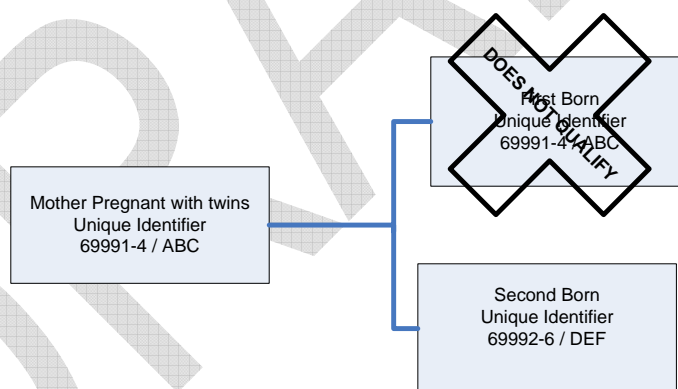 Mother Pregnant with twins
Unique Identifier
69991-4 / ABC
First Born
Unique Identifier
69991-4 / ABC
DOES NOT QUALIFY
Second Born
Unique Identifier
69992-6 / DEF